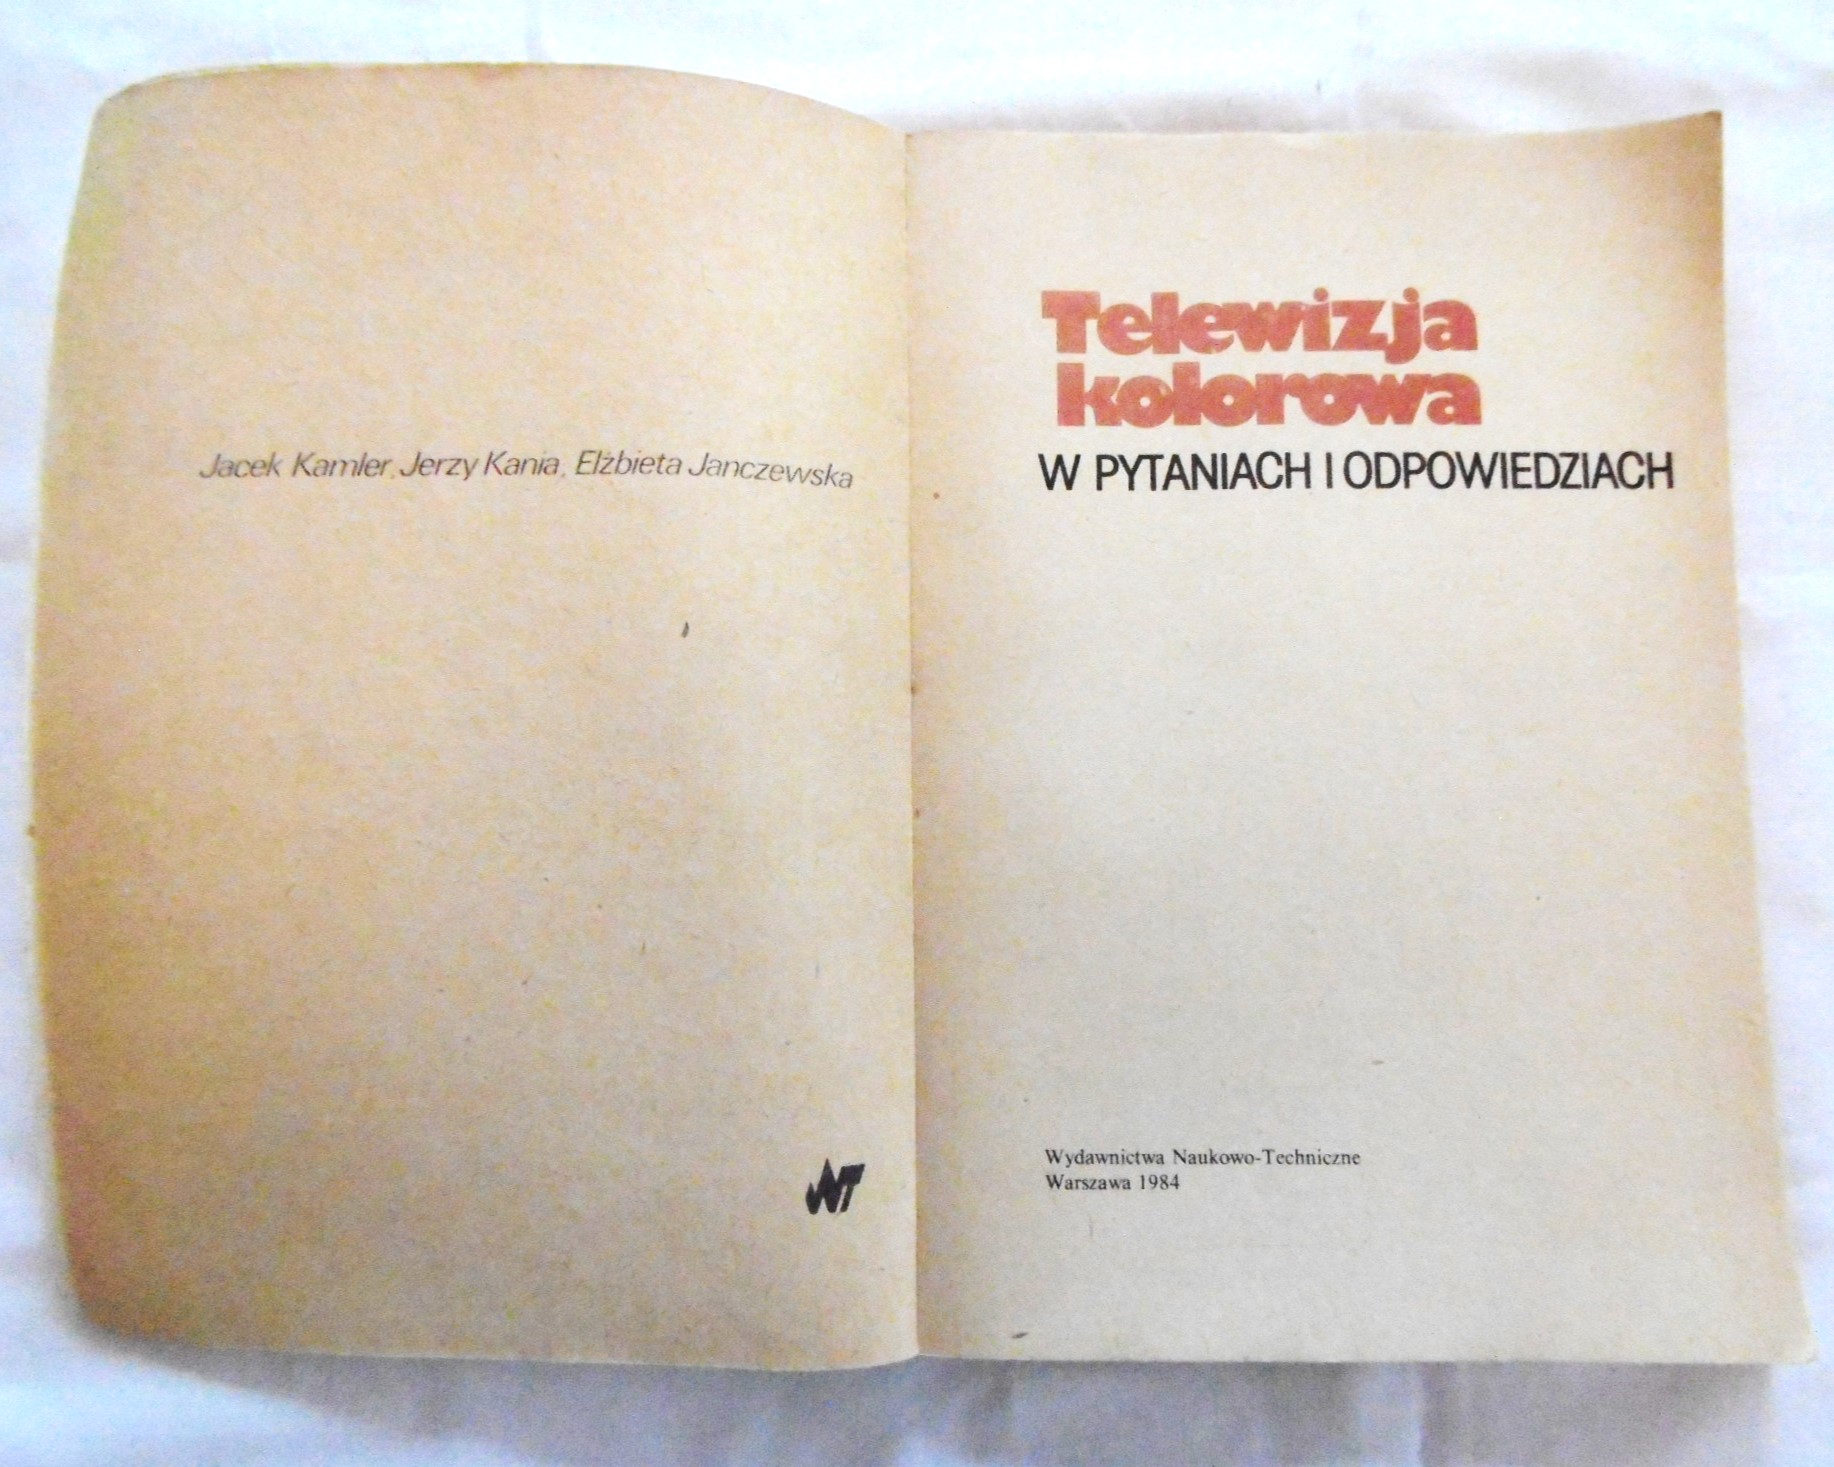 Jacek Kamler, Jerzy Kania, Elżbieta Janczewska
WNT
Telewizja
kolorowa
W PYTANIACH I ODPOWIEDZIACH
Wydawnictwa Naukowo-Techniczne
Warszawa 1984